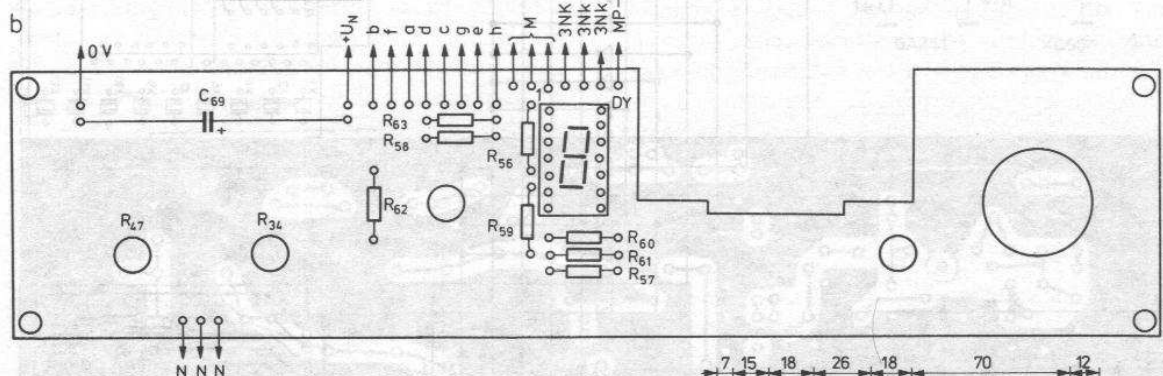 b
0 V
+U_N b f a d c g e h M 3NK 3Nk 3Nk MP-
C69
+
1
DY
R63
R58
R56
R62
R59
R47
R34
R60
R61
R57
N N N
7 15 18 26 18 70 12